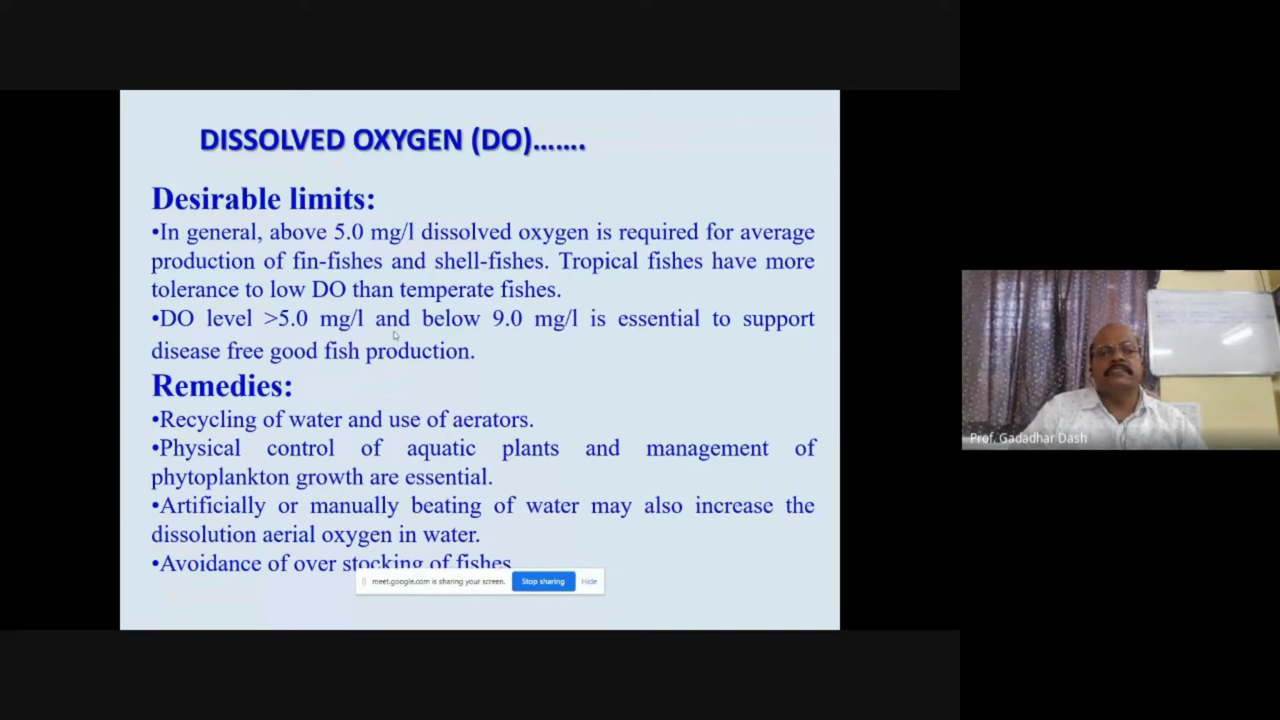 DISSOLVED OXYGEN (DO).......
Desirable limits:
•In general, above 5.0 mg/l dissolved oxygen is required for average
production of fin-fishes and shell-fishes. Tropical fishes have more
tolerance to low DO than temperate fishes.
•DO level >5.0 mg/l and below 9.0 mg/l is essential to support
disease free good fish production.
Remedies:
•Recycling of water and use of aerators.
•Physical control of aquatic plants and management of
phytoplankton growth are essential.
•Artificially or manually beating of water may also increase the
dissolution aerial oxygen in water.
•Avoidance of over stocking of fishes
meet.google.com is sharing your screen. Stop sharing Hide
Prof. Gadadhar Dash